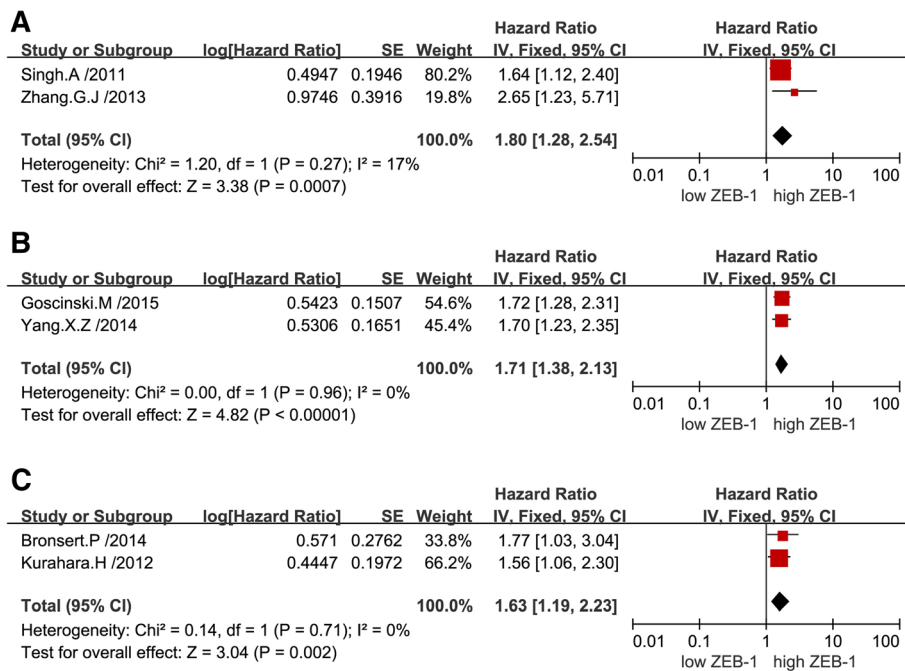 A
Hazard Ratio Hazard Ratio
Study or Subgroup log[Hazard Ratio] SE Weight IV, Fixed, 95% CI IV, Fixed, 95% CI
Singh.A /2011 0.4947 0.1946 80.2% 1.64 [1.12, 2.40]
Zhang.G.J /2013 0.9746 0.3916 19.8% 2.65 [1.23, 5.71]
Total (95% CI) 100.0% 1.80 [1.28, 2.54]
Heterogeneity: Chi² = 1.20, df = 1 (P = 0.27); I² = 17%
Test for overall effect: Z = 3.38 (P = 0.0007)
0.01 0.1 1 10 100
low ZEB-1 high ZEB-1
B
Hazard Ratio Hazard Ratio
Study or Subgroup log[Hazard Ratio] SE Weight IV, Fixed, 95% CI IV, Fixed, 95% CI
Goscinski.M /2015 0.5423 0.1507 54.6% 1.72 [1.28, 2.31]
Yang.X.Z /2014 0.5306 0.1651 45.4% 1.70 [1.23, 2.35]
Total (95% CI) 100.0% 1.71 [1.38, 2.13]
Heterogeneity: Chi² = 0.00, df = 1 (P = 0.96); I² = 0%
Test for overall effect: Z = 4.82 (P < 0.00001)
0.01 0.1 1 10 100
low ZEB-1 high ZEB-1
C
Hazard Ratio Hazard Ratio
Study or Subgroup log[Hazard Ratio] SE Weight IV, Fixed, 95% CI IV, Fixed, 95% CI
Bronsert.P /2014 0.571 0.2762 33.8% 1.77 [1.03, 3.04]
Kurahara.H /2012 0.4447 0.1972 66.2% 1.56 [1.06, 2.30]
Total (95% CI) 100.0% 1.63 [1.19, 2.23]
Heterogeneity: Chi² = 0.14, df = 1 (P = 0.71); I² = 0%
Test for overall effect: Z = 3.04 (P = 0.002)
0.01 0.1 1 10 100
low ZEB-1 high ZEB-1